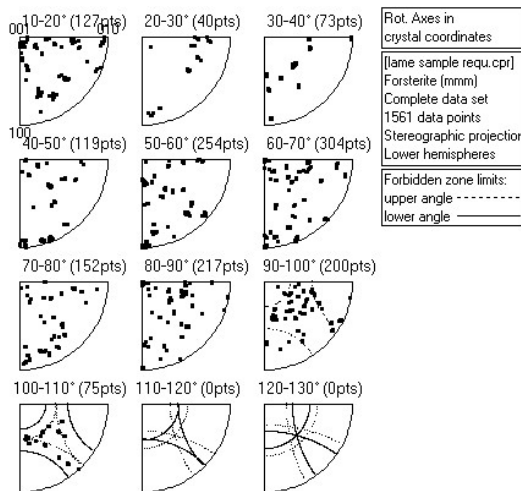 10-20° (127pts)
20-30° (40pts)
30-40° (73pts)
001
010
100
40-50° (119pts)
50-60° (254pts)
60-70° (304pts)
70-80° (152pts)
80-90° (217pts)
90-100° (200pts)
100-110° (75pts)
110-120° (0pts)
120-130° (0pts)
Rot. Axes in
crystal coordinates
[lame sample requ.cpr]
Forsterite (mmm)
Complete data set
1561 data points
Stereographic projection
Lower hemispheres
Forbidden zone limits:
upper angle
lower angle